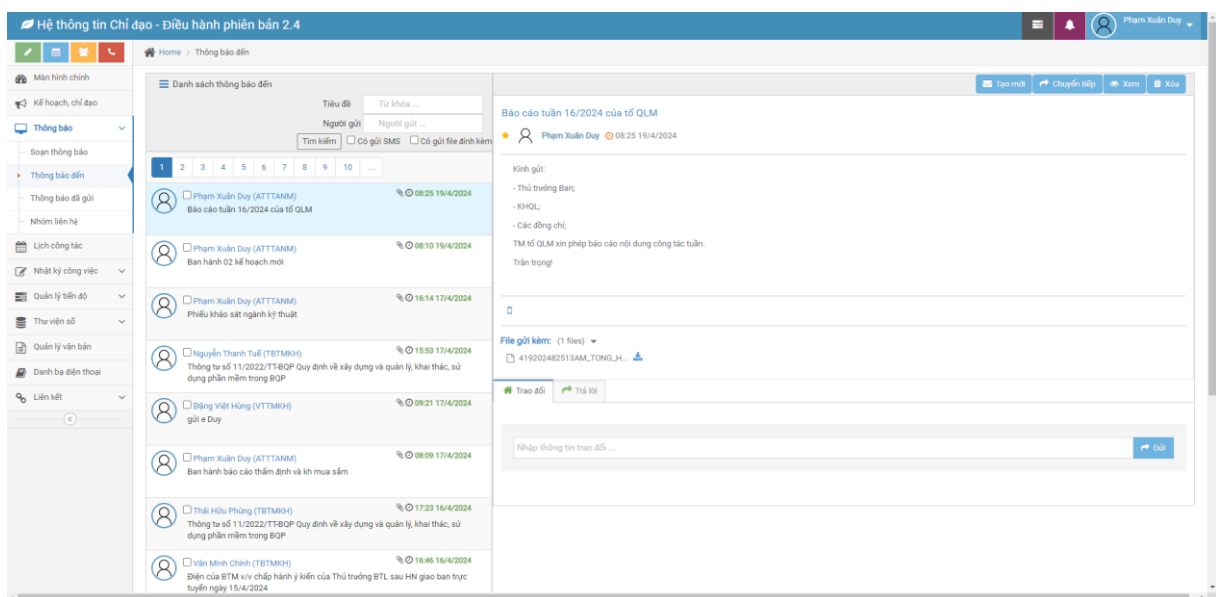 Hệ thống tin Chỉ đạo - Điều hành phiên bản 2.4
Phạm Xuân Duy
Home > Thông báo đến
Màn hình chính
Kế hoạch, chỉ đạo
Thông báo
Soạn thông báo
Thông báo đến
Thông báo đã gửi
Nhóm liên hệ
Lịch công tác
Nhật ký công việc
Quản lý tiến độ
Thư viện số
Quản lý văn bản
Danh bạ điện thoại
Liên kết
Danh sách thông báo đến
Tiêu đề Từ khóa ...
Người gửi Người gửi ...
Tìm kiếm Có gửi SMS Có gửi file đính kèm
1 2 3 4 5 6 7 8 9 10 ...
Phạm Xuân Duy (ATTTANM) 08:25 19/4/2024
Báo cáo tuần 16/2024 của tổ QLM
Phạm Xuân Duy (ATTTANM) 08:10 19/4/2024
Ban hành 02 kế hoạch mới
Phạm Xuân Duy (ATTTANM) 16:14 17/4/2024
Phiếu khảo sát ngành kỹ thuật
Nguyễn Thanh Tuế (TBTMKH) 15:53 17/4/2024
Thông tư số 11/2022/TT-BQP Quy định về xây dựng và quản lý, khai thác, sử
dụng phần mềm trong BQP
Đặng Việt Hùng (VTTMKH) 09:21 17/4/2024
gửi e Duy
Phạm Xuân Duy (ATTTANM) 08:09 17/4/2024
Ban hành báo cáo thẩm định và kh mua sắm
Thái Hữu Phùng (TBTMKH) 17:23 16/4/2024
Thông tư số 11/2022/TT-BQP Quy định về xây dựng và quản lý, khai thác, sử
dụng phần mềm trong BQP
Văn Minh Chính (TBTMKH) 16:46 16/4/2024
Điện của BTM v/v chấp hành ý kiến của Thủ trưởng BTL sau HN giao ban trực
tuyến ngày 15/4/2024
Tạo mới Chuyển tiếp Xem Xóa
Báo cáo tuần 16/2024 của tổ QLM
Phạm Xuân Duy 08:25 19/4/2024
Kính gửi:
- Thủ trưởng Ban;
- KHQL;
- Các đồng chí;
TM tổ QLM xin phép báo cáo nội dung công tác tuần.
Trân trọng!
File gửi kèm: (1 files)
419202482513AM_TONG_H...
Trao đổi Trả lời
Nhập thông tin trao đổi ... Gửi